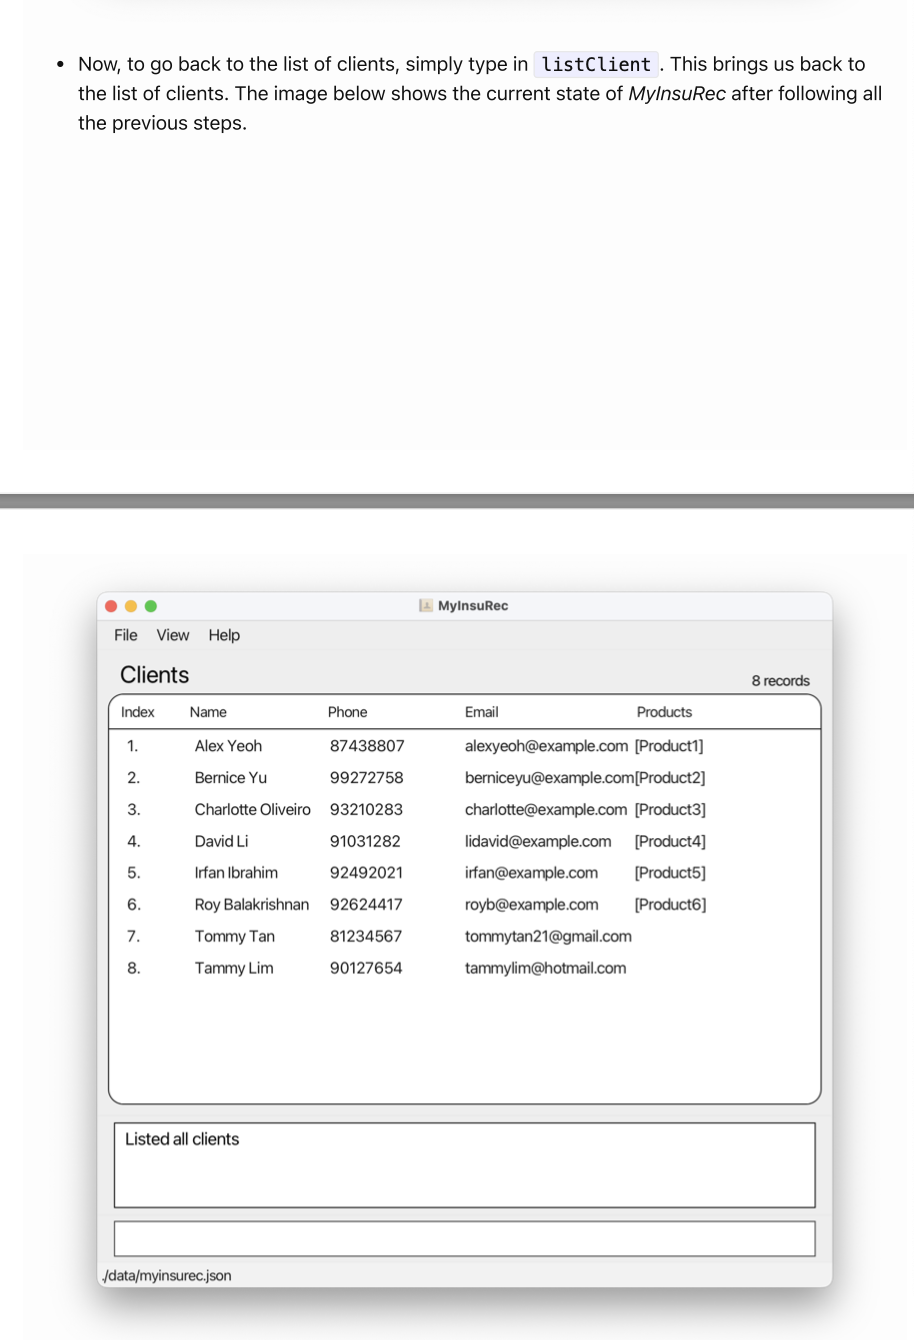 • Now, to go back to the list of clients, simply type in listClient . This brings us back to
the list of clients. The image below shows the current state of MyInsuRec after following all
the previous steps.
MyInsuRec
File View Help
Clients
8 records
Index Name Phone Email Products
1. Alex Yeoh 87438807 alexyeoh@example.com [Product1]
2. Bernice Yu 99272758 berniceyu@example.com[Product2]
3. Charlotte Oliveiro 93210283 charlotte@example.com [Product3]
4. David Li 91031282 lidavid@example.com [Product4]
5. Irfan Ibrahim 92492021 irfan@example.com [Product5]
6. Roy Balakrishnan 92624417 royb@example.com [Product6]
7. Tommy Tan 81234567 tommytan21@gmail.com
8. Tammy Lim 90127654 tammylim@hotmail.com
Listed all clients
./data/myinsurec.json